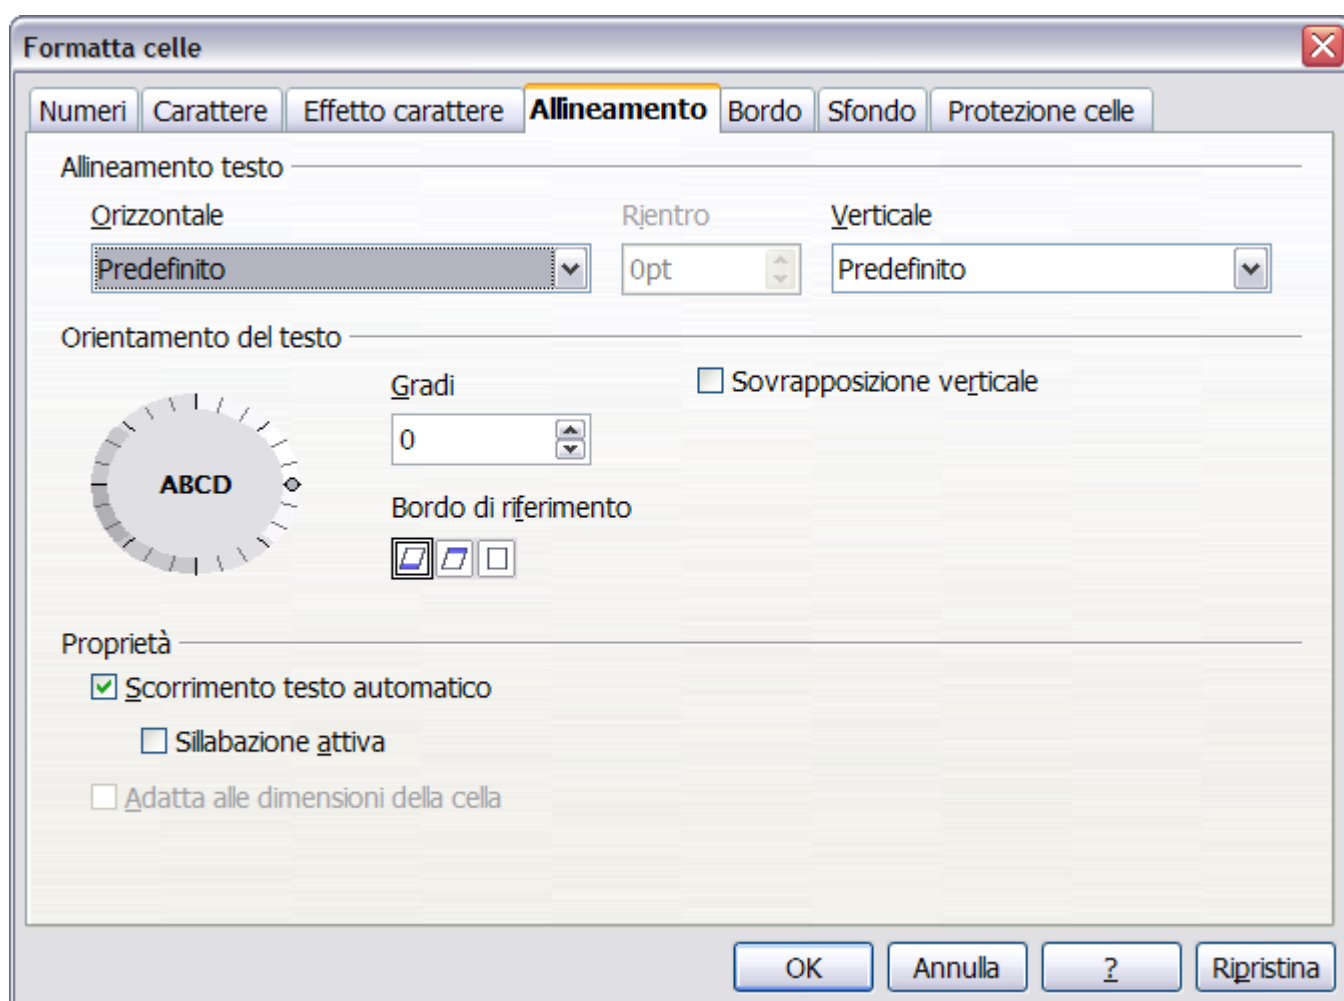 Formatta celle
Numeri Carattere Effetto carattere Allineamento Bordo Sfondo Protezione celle
Allineamento testo
Orizzontale Rientro Verticale
Predefinito 0pt Predefinito
Orientamento del testo
Gradi Sovrapposizione verticale
0
ABCD
Bordo di riferimento
Proprietà
Scorrimento testo automatico
Sillabazione attiva
Adatta alle dimensioni della cella
OK Annulla ? Ripristina